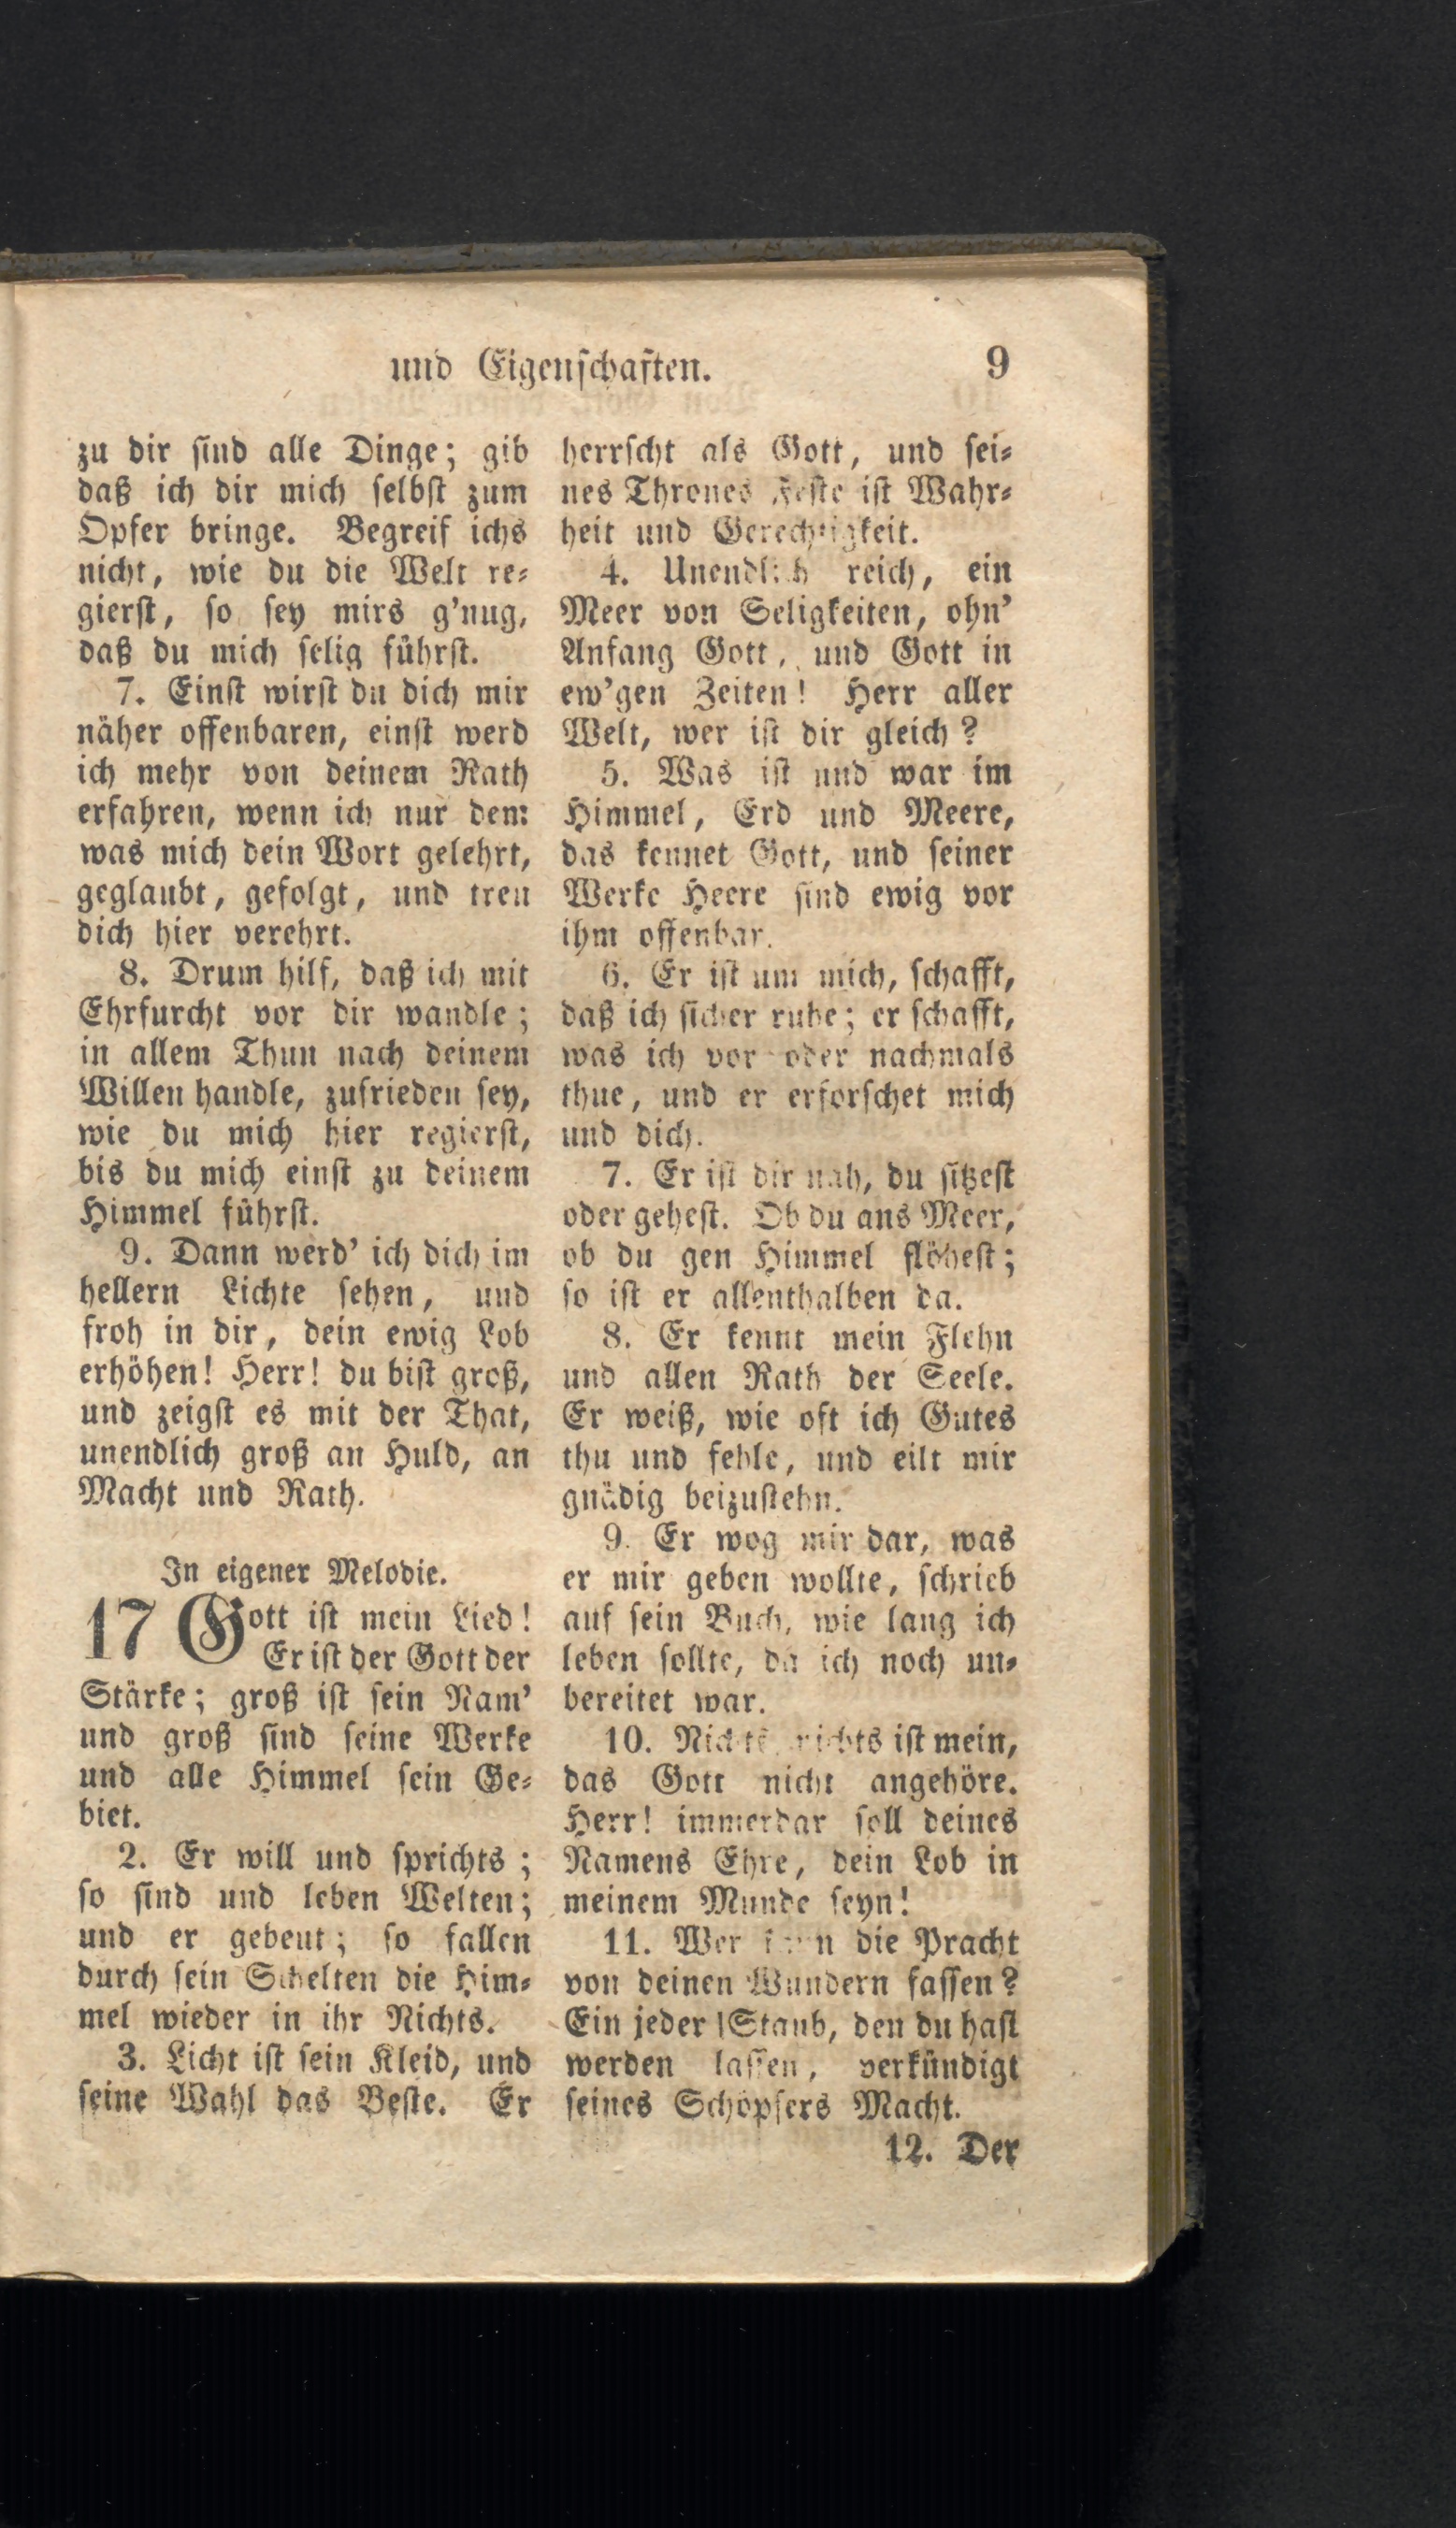 und Eigenschaften.
9
zu dir sind alle Dinge; gib
daß ich dir mich selbst zum
Opfer bringe. Begreif ichs
nicht, wie du die Welt re-
gierst, so sey mirs g'nug,
daß du mich selig führst.
7. Einst wirst du dich mir
näher offenbaren, einst werd
ich mehr von deinem Rath
erfahren, wenn ich nur dem
was mich dein Wort gelehrt,
geglaubt, gefolgt, und treu
dich hier verehrt.
8. Drum hilf, daß ich mit
Ehrfurcht vor dir wandle;
in allem Thun nach deinem
Willen handle, zufrieden sey,
wie du mich hier regierst,
bis du mich einst zu deinem
Himmel führst.
9. Dann werd' ich dich im
hellern Lichte sehen, und
froh in dir, dein ewig Lob
erhöhen! Herr! du bist groß,
und zeigst es mit der That,
unendlich groß an Huld, an
Macht und Rath.
In eigener Melodie.
17 Gott ist mein Lied!
Er ist der Gott der
Stärke; groß ist sein Nam'
und groß sind seine Werke
und alle Himmel sein Ge-
biet.
2. Er will und sprichts;
so sind und leben Welten;
und er gebeut; so fallen
durch sein Schelten die Him-
mel wieder in ihr Nichts.
3. Licht ist sein Kleid, und
seine Wahl das Beste. Er
herrscht als Gott, und sei-
nes Thrones Feste ist Wahr-
heit und Gerechtigkeit.
4. Unendlich reich, ein
Meer von Seligkeiten, ohn'
Anfang Gott, und Gott in
ew'gen Zeiten! Herr aller
Welt, wer ist dir gleich?
5. Was ist und war im
Himmel, Erd und Meere,
das kennet Gott, und seiner
Werke Heere sind ewig vor
ihm offenbar.
6. Er ist um mich, schafft,
daß ich sicher ruhe; er schafft,
was ich vor oder nachmals
thue, und er erforschet mich
und dich.
7. Er ist dir nah, du sitzest
oder gehest. Ob du ans Meer,
ob du gen Himmel flöhest;
so ist er allenthalben da.
8. Er kennt mein Flehn
und allen Rath der Seele.
Er weiß, wie oft ich Gutes
thu und fehle, und eilt mir
gnädig beizustehn.
9. Er wog mir dar, was
er mir geben wollte, schrieb
auf sein Buch, wie lang ich
leben sollte, da ich noch un-
bereitet war.
10. Nichts, nichts ist mein,
das Gott nicht angehöre.
Herr! immerdar soll deines
Namens Ehre, dein Lob in
meinem Munde seyn!
11. Wer kann die Pracht
von deinen Wundern fassen?
Ein jeder Staub, den du hast
werden lassen, verkündigt
seines Schöpfers Macht.
12. Der